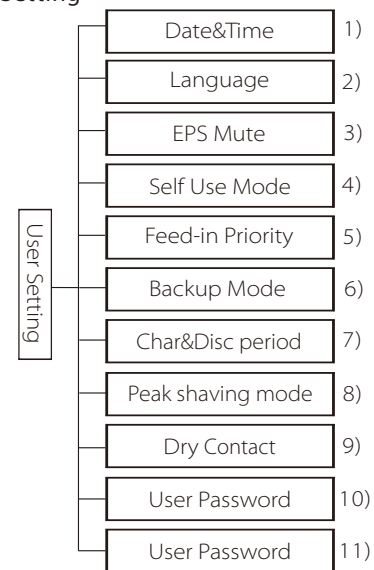 Date&Time 1)
Language 2)
EPS Mute 3)
Self Use Mode 4)
Feed-in Priority 5)
User Setting
Backup Mode 6)
Char&Disc period 7)
Peak shaving mode 8)
Dry Contact 9)
User Password 10)
User Password 11)